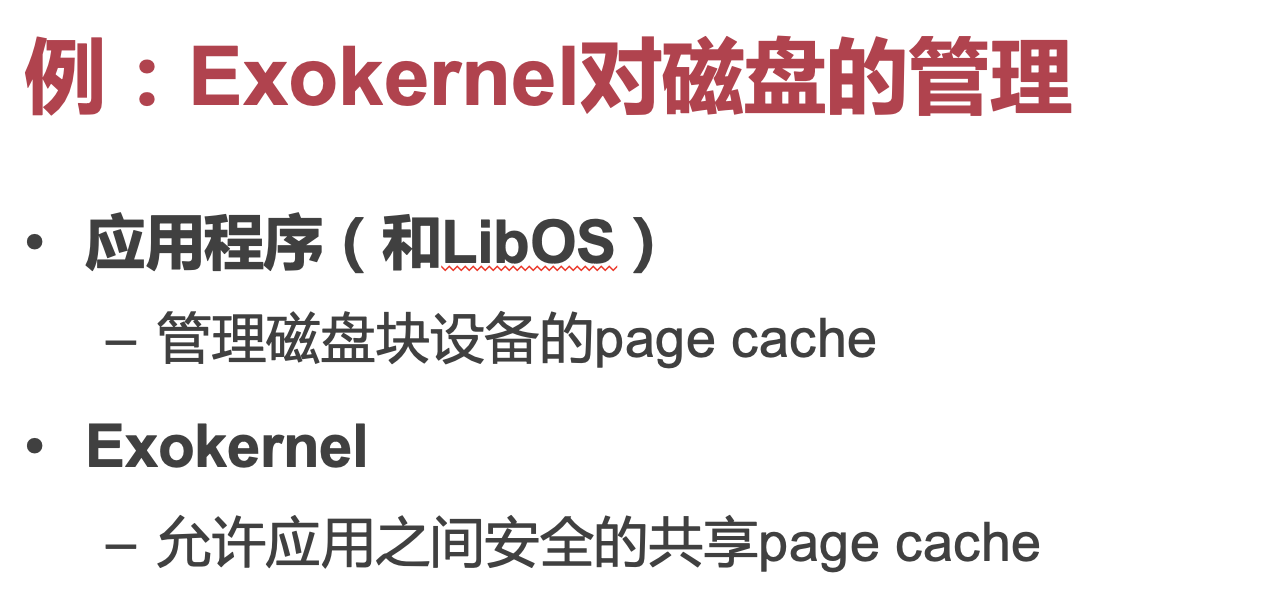 例：Exokernel对磁盘的管理
• 应用程序（和LibOS）
– 管理磁盘块设备的page cache
• Exokernel
– 允许应用之间安全的共享page cache